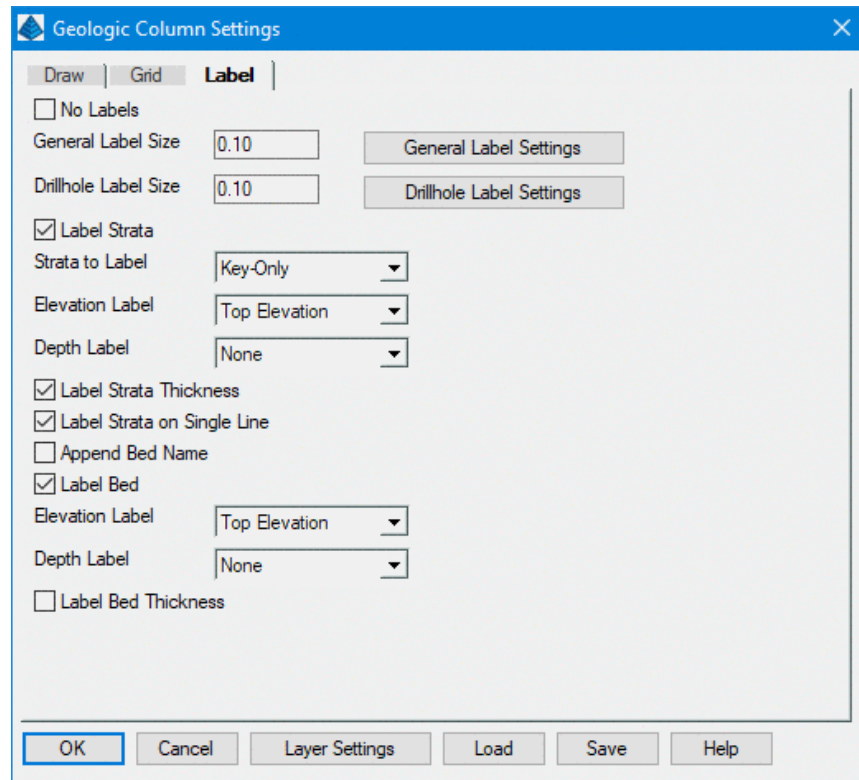 Geologic Column Settings
Draw Grid Label
No Labels
General Label Size 0.10 General Label Settings
Drillhole Label Size 0.10 Drillhole Label Settings
Label Strata
Strata to Label Key-Only
Elevation Label Top Elevation
Depth Label None
Label Strata Thickness
Label Strata on Single Line
Append Bed Name
Label Bed
Elevation Label Top Elevation
Depth Label None
Label Bed Thickness
OK Cancel Layer Settings Load Save Help